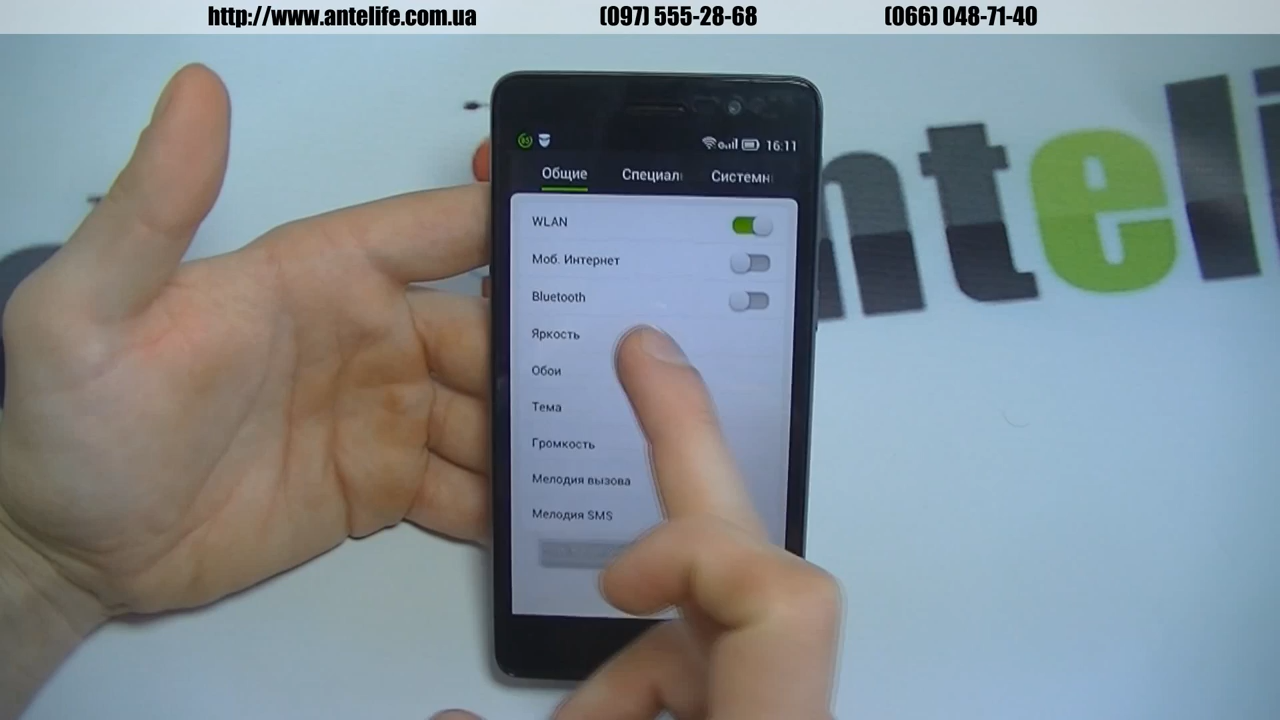 http://www.antelife.com.ua (097) 555-28-68 (066) 048-71-40
16:11
Общие Специал Системн
WLAN
Моб. Интернет
Bluetooth
Яркость
Обои
Тема
Громкость
Мелодия вызова
Мелодия SMS
nteli